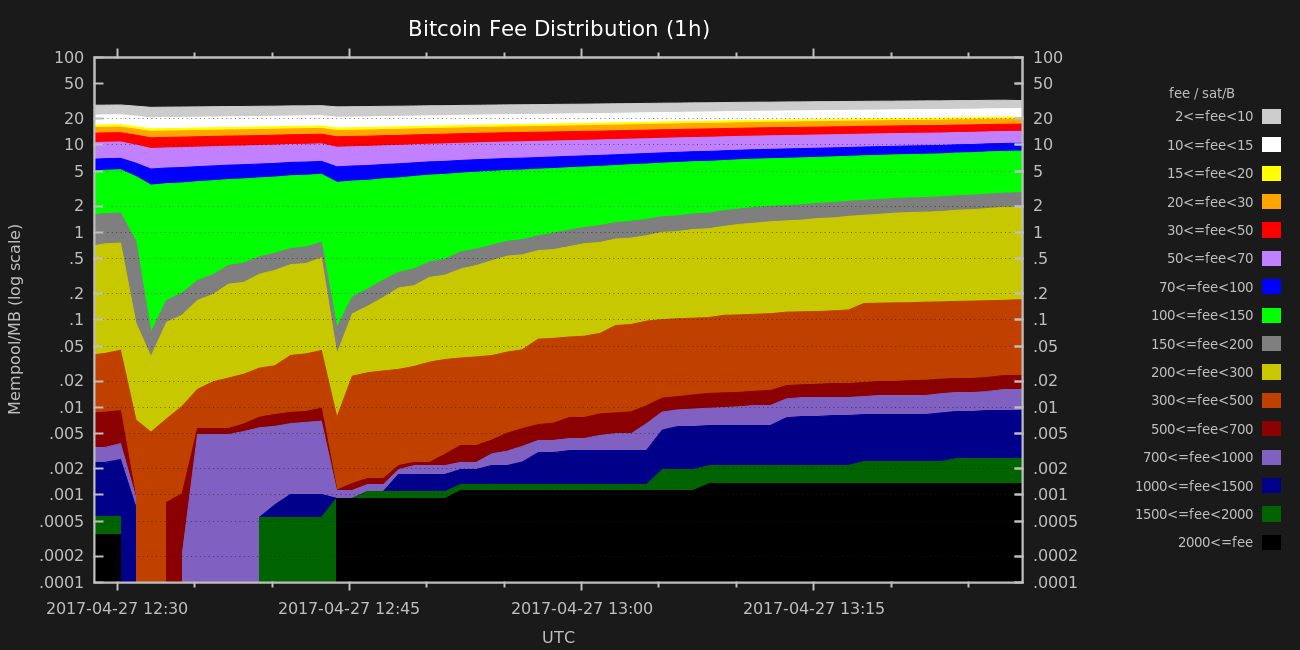 Bitcoin Fee Distribution (1h)
Mempool/MB (log scale)
100
50
20
10
5
2
1
.5
.2
.1
.05
.02
.01
.005
.002
.001
.0005
.0002
.0001
100
50
20
10
5
2
1
.5
.2
.1
.05
.02
.01
.005
.002
.001
.0005
.0002
.0001
2017-04-27 12:30
2017-04-27 12:45
2017-04-27 13:00
2017-04-27 13:15
UTC
fee / sat/B
2<=fee<10
10<=fee<15
15<=fee<20
20<=fee<30
30<=fee<50
50<=fee<70
70<=fee<100
100<=fee<150
150<=fee<200
200<=fee<300
300<=fee<500
500<=fee<700
700<=fee<1000
1000<=fee<1500
1500<=fee<2000
2000<=fee